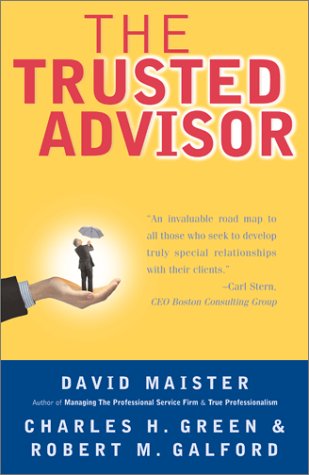 THE
TRUSTED
ADVISOR
"An invaluable road map to
all those who seek to develop
truly special relationships
with their clients."
–Carl Stern,
CEO Boston Consulting Group
DAVID MAISTER
Author of Managing The Professional Service Firm & True Professionalism
CHARLES H. GREEN &
ROBERT M. GALFORD